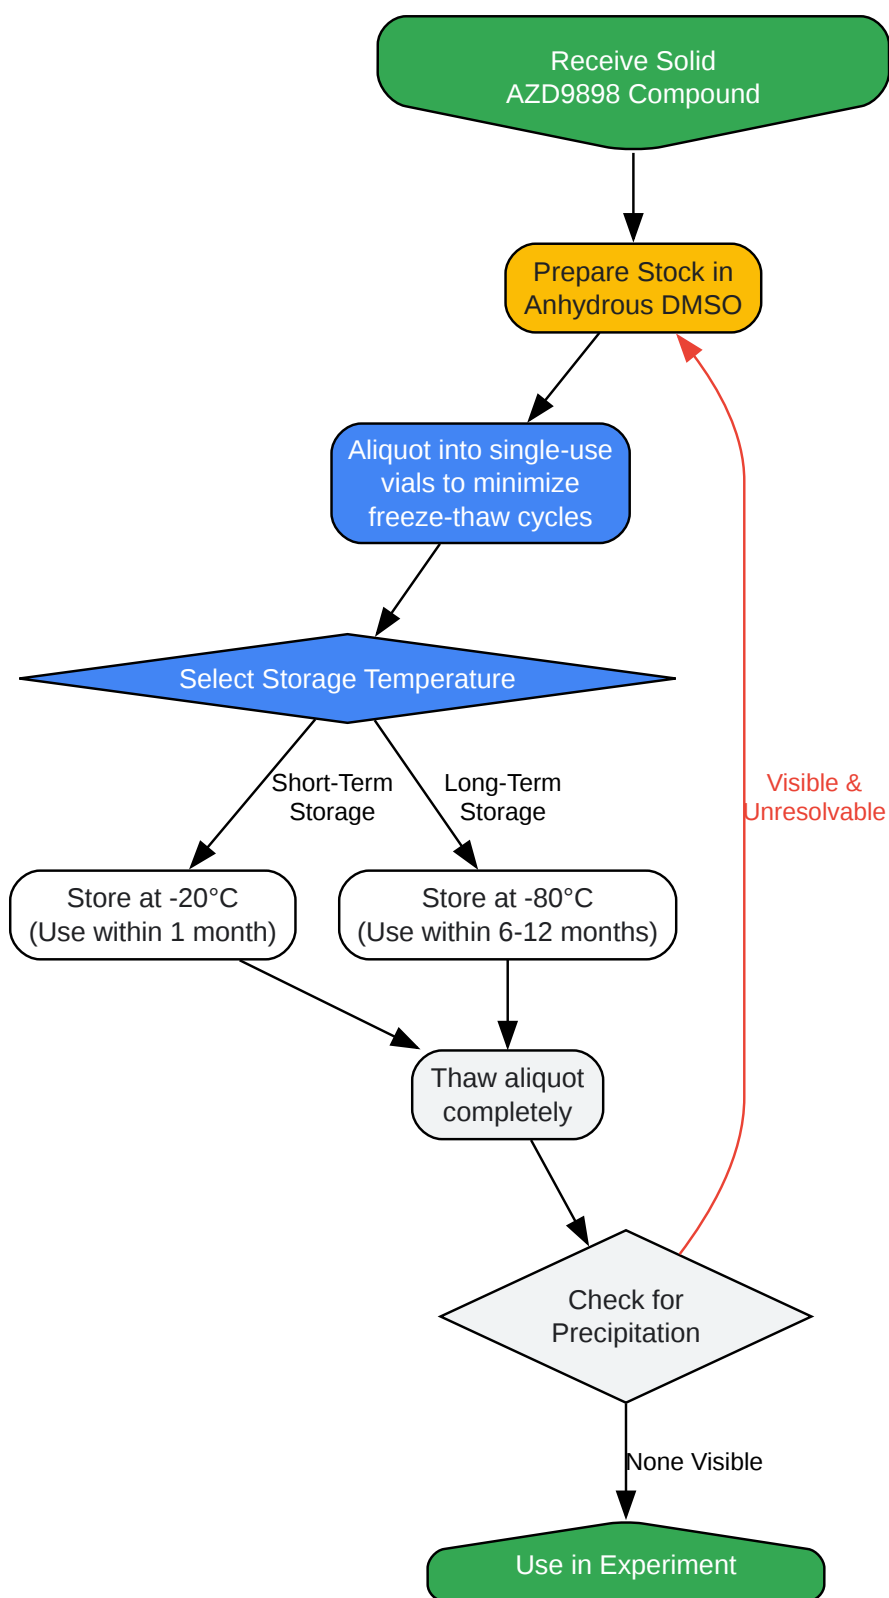 Receive Solid
AZD9898 Compound
Prepare Stock in
Anhydrous DMSO
Aliquot into single-use
vials to minimize
freeze-thaw cycles
Select Storage Temperature
Short-Term
Storage
Long-Term
Storage
Visible &
Unresolvable
Store at -20°C
(Use within 1 month)
Store at -80°C
(Use within 6-12 months)
Thaw aliquot
completely
Check for
Precipitation
None Visible
Use in Experiment